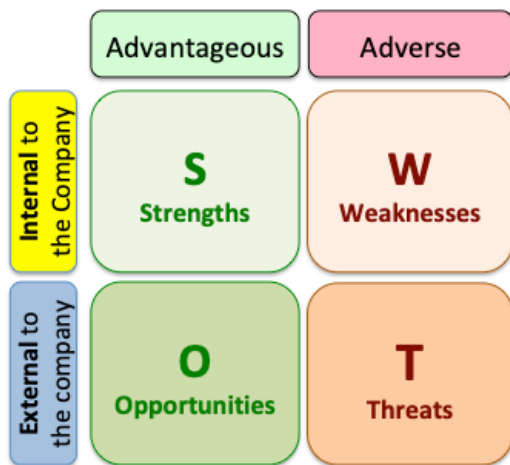 Advantageous
Adverse
Internal to
the Company
S
Strengths
W
Weaknesses
External to
the company
O
Opportunities
T
Threats